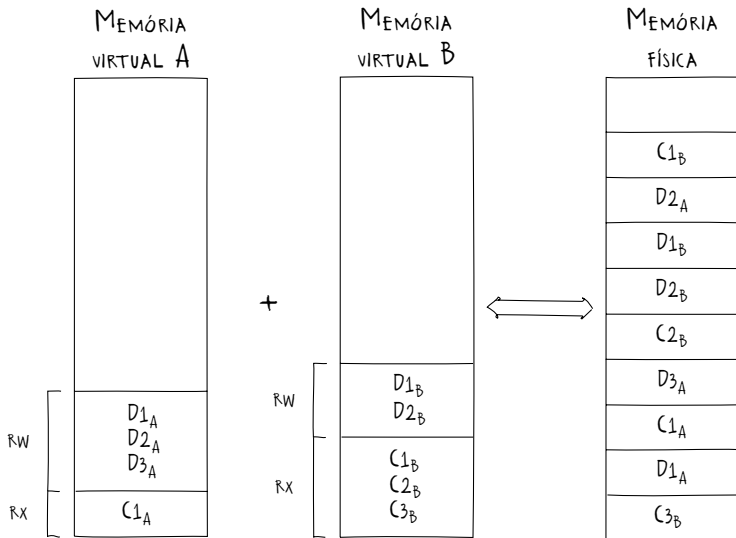 Memória virtual A
Memória virtual B
Memória física
+
RW
D1A
D2A
D3A
RX
C1A
RW
D1B
D2B
RX
C1B
C2B
C3B
C1B
D2A
D1B
D2B
C2B
D3A
C1A
D1A
C3B